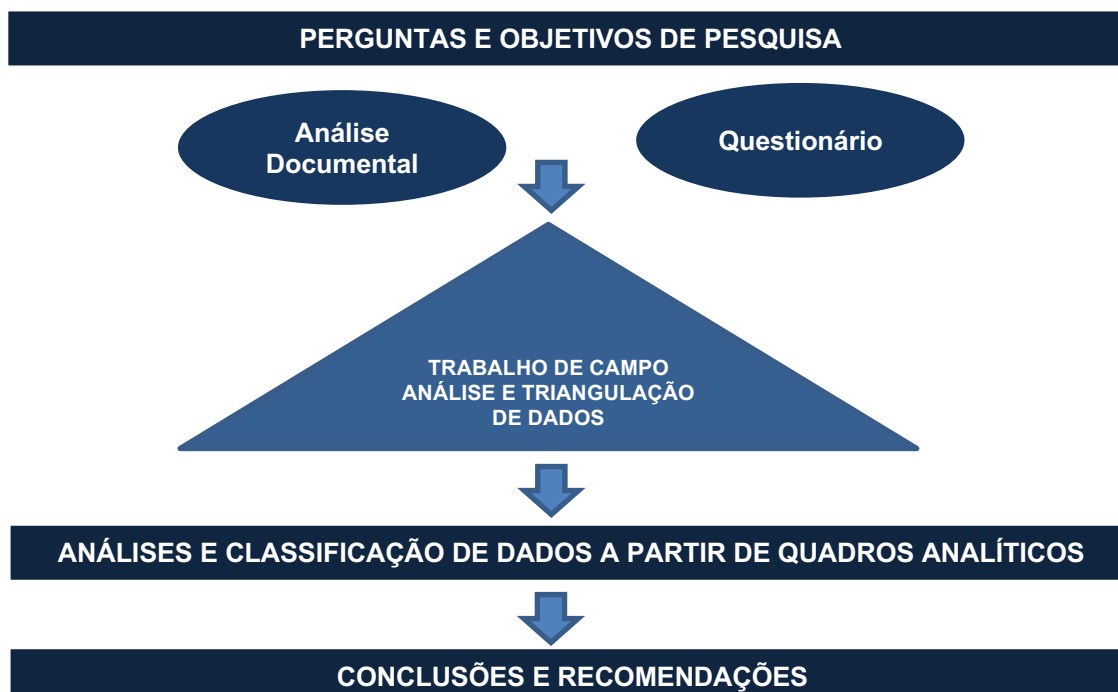 PERGUNTAS E OBJETIVOS DE PESQUISA
Análise
Documental
Questionário
TRABALHO DE CAMPO
ANÁLISE E TRIANGULAÇÃO
DE DADOS
ANÁLISES E CLASSIFICAÇÃO DE DADOS A PARTIR DE QUADROS ANALÍTICOS
CONCLUSÕES E RECOMENDAÇÕES